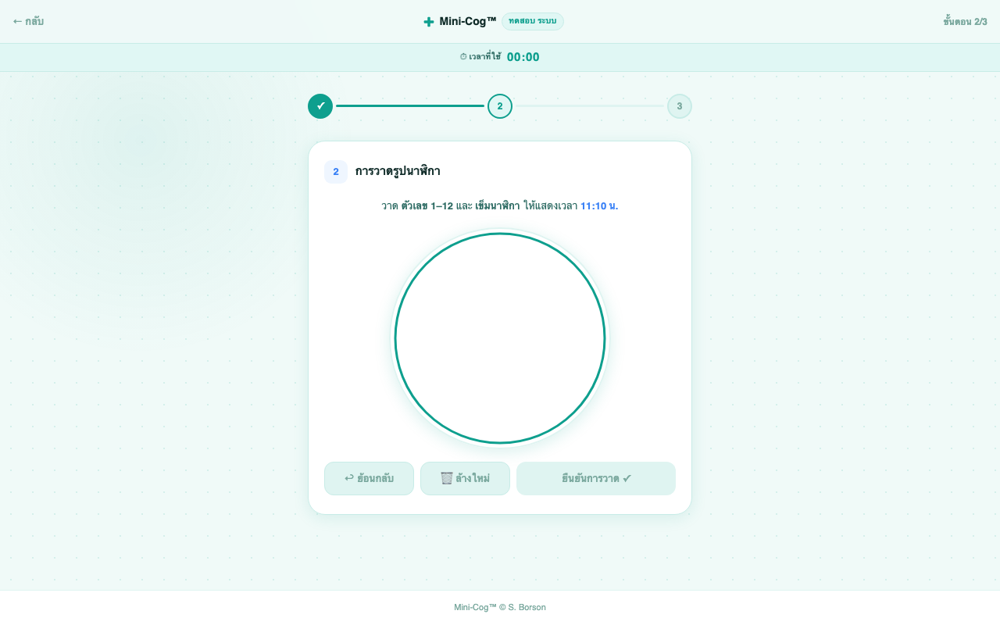 ← กลับ
Mini-Cog™ ทดสอบ ระบบ
ขั้นตอน 2/3
⏱ เวลาที่ใช้ 00:00
✔ 2 3
2 การวาดรูปนาฬิกา
วาด ตัวเลข 1–12 และ เข็มนาฬิกา ให้แสดงเวลา 11:10 น.
↩ ย้อนกลับ
🗑️ ล้างใหม่
ยืนยันการวาด ✔
Mini-Cog™ © S. Borson